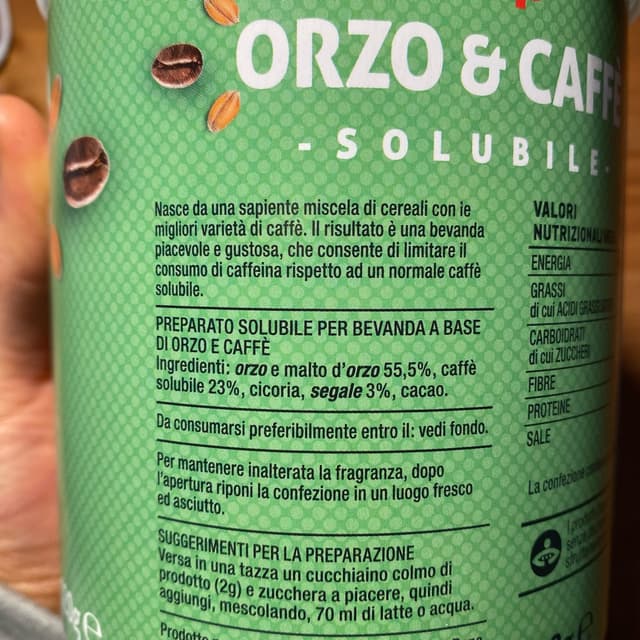 ORZO & CAFFÈ
- SOLUBILE -
Nasce da una sapiente miscela di cereali con le
migliori varietà di caffè. Il risultato è una bevanda
piacevole e gustosa, che consente di limitare il
consumo di caffeina rispetto ad un normale caffè
solubile.
PREPARATO SOLUBILE PER BEVANDA A BASE
DI ORZO E CAFFÈ
Ingredienti: orzo e malto d'orzo 55,5%, caffè
solubile 23%, cicoria, segale 3%, cacao.
Da consumarsi preferibilmente entro il: vedi fondo.
Per mantenere inalterata la fragranza, dopo
l'apertura riponi la confezione in un luogo fresco
ed asciutto.
SUGGERIMENTI PER LA PREPARAZIONE
Versa in una tazza un cucchiaino colmo di
prodotto (2g) e zucchera a piacere, quindi
aggiungi, mescolando, 70 ml di latte o acqua.
VALORI
NUTRIZIONALI
ENERGIA
GRASSI
di cui ACIDI
CARBOIDRATI
di cui ZUCCHERI
FIBRE
PROTEINE
SALE
La confezione